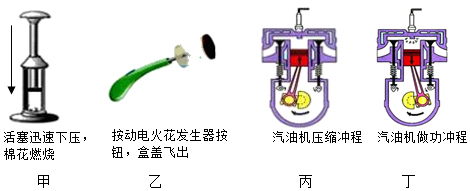 活塞迅速下压，
棉花燃烧
按动电火花发生器按
钮，盒盖飞出
汽油机压缩冲程
汽油机做功冲程
甲
乙
丙
丁